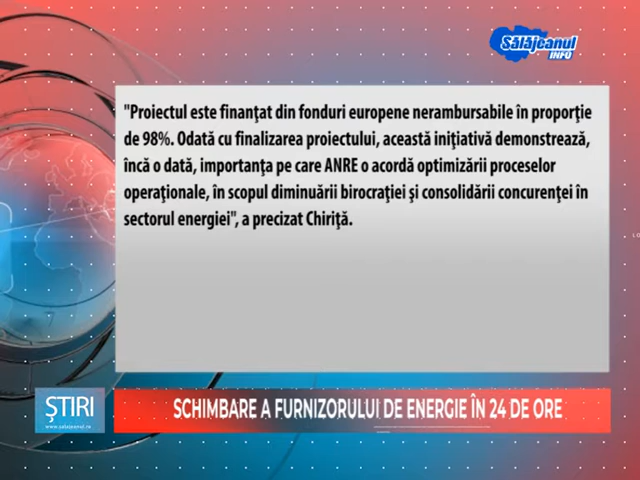 Sălăjeanul
INFO
"Proiectul este finanţat din fonduri europene nerambursabile în proporţie
de 98%. Odată cu finalizarea proiectului, această iniţiativă demonstrează,
încă o dată, importanţa pe care ANRE o acordă optimizării proceselor
operaţionale, în scopul diminuării birocraţiei şi consolidării concurenţei în
sectorul energiei", a precizat Chiriţă.
ŞTIRI
www.salajeanul.ro
SCHIMBARE A FURNIZORULUI DE ENERGIE ÎN 24 DE ORE